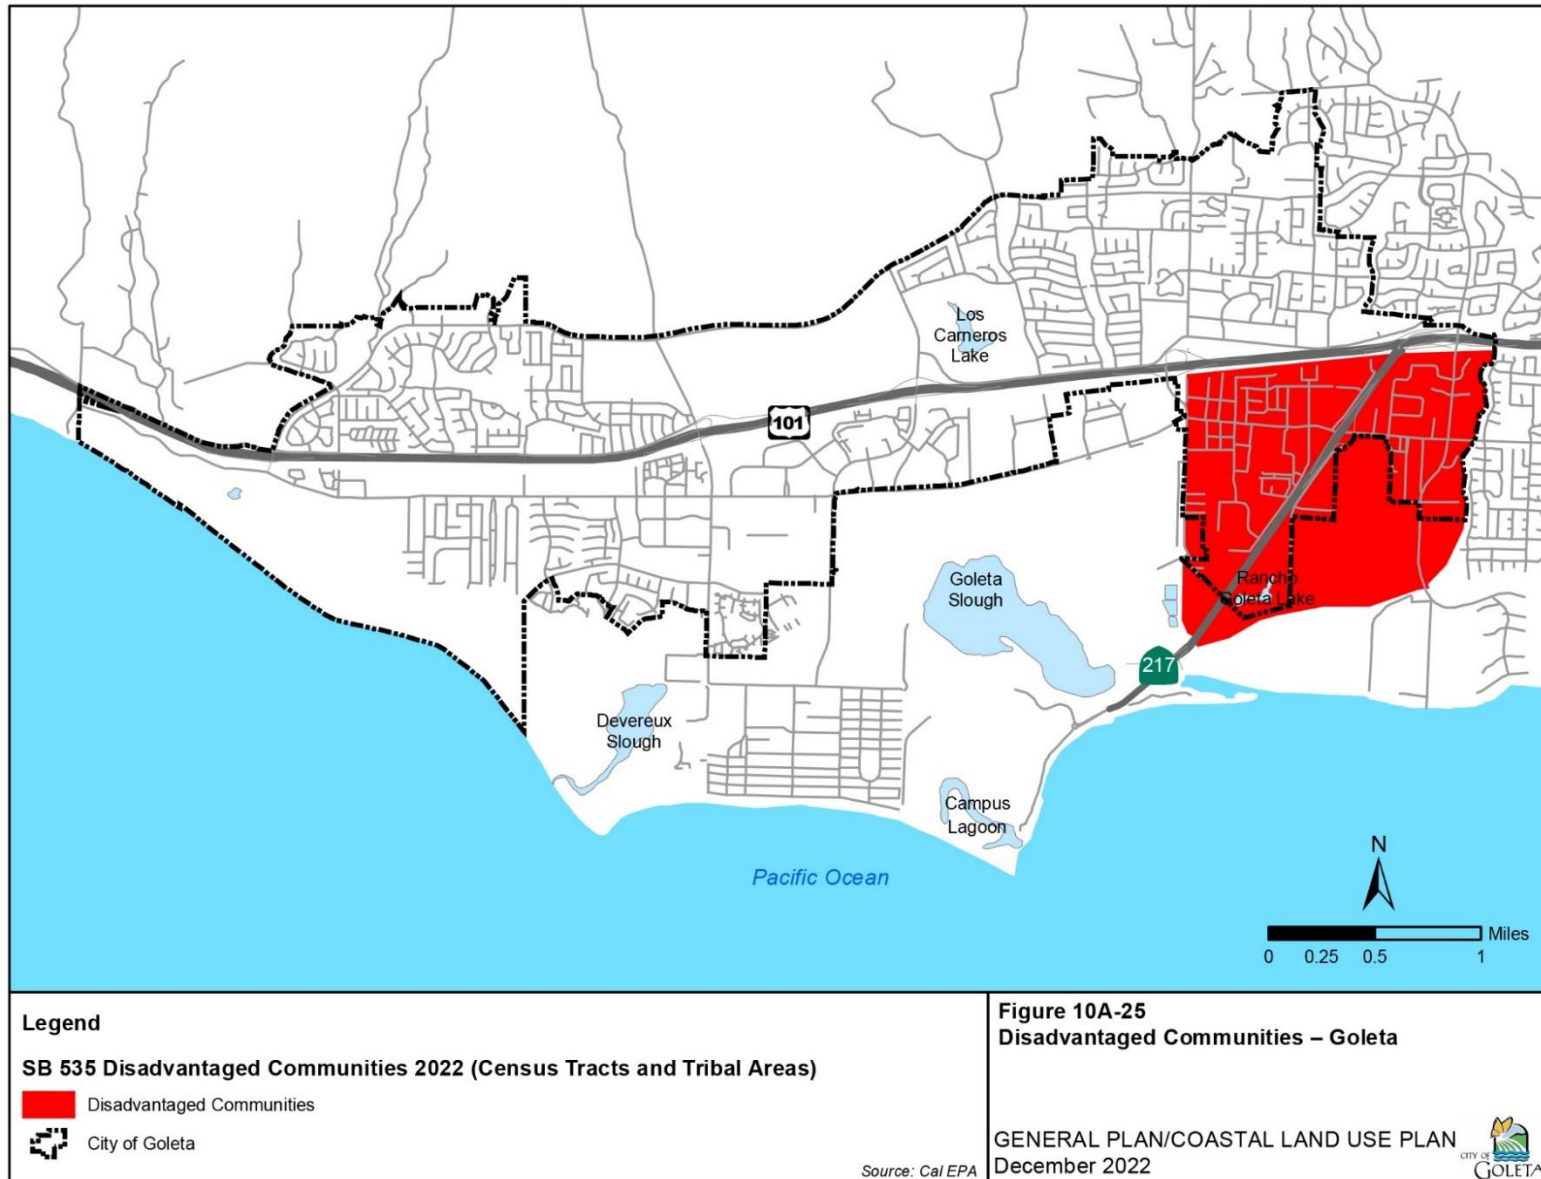 Los
Carneros
Lake
101
Goleta
Slough
Rancho
Goleta Lake
217
Devereux
Slough
Campus
Lagoon
Pacific Ocean
N
Miles
0 0.25 0.5 1
Legend
SB 535 Disadvantaged Communities 2022 (Census Tracts and Tribal Areas)
Disadvantaged Communities
City of Goleta
Source: Cal EPA
Figure 10A-25
Disadvantaged Communities – Goleta
GENERAL PLAN/COASTAL LAND USE PLAN
December 2022
CITY OF
GOLETA